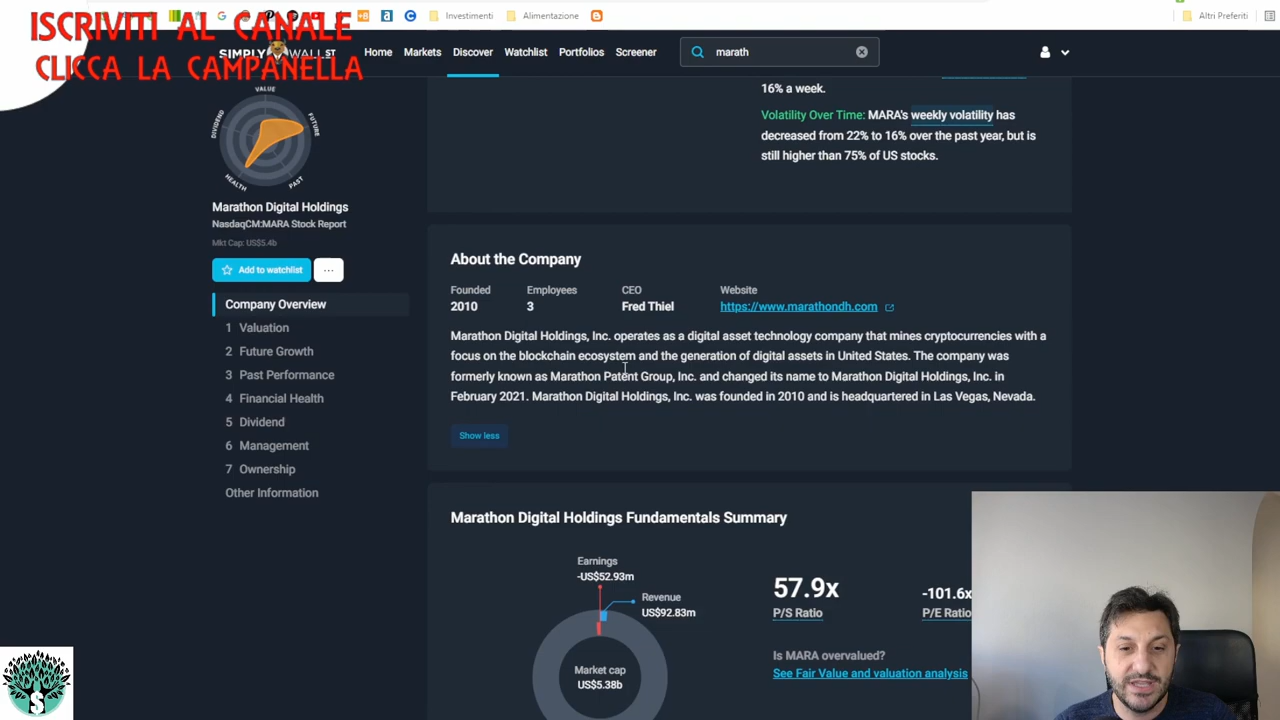 Investimenti
Alimentazione
Altri Preferiti
ISCRIVITI AL CANALE
CLICCA LA CAMPANELLA
SIMPLY WALL ST
Home
Markets
Discover
Watchlist
Portfolios
Screener
marath
VALUE
FUTURE
PAST
HEALTH
DIVIDEND
Marathon Digital Holdings
NasdaqCM:MARA Stock Report
Mkt Cap: US$5.4b
Add to watchlist
...
Company Overview
1 Valuation
2 Future Growth
3 Past Performance
4 Financial Health
5 Dividend
6 Management
7 Ownership
Other Information
16% a week.
Volatility Over Time: MARA's weekly volatility has
decreased from 22% to 16% over the past year, but is
still higher than 75% of US stocks.
About the Company
Founded Employees CEO Website
2010 3 Fred Thiel https://www.marathondh.com
Marathon Digital Holdings, Inc. operates as a digital asset technology company that mines cryptocurrencies with a
focus on the blockchain ecosystem and the generation of digital assets in United States. The company was
formerly known as Marathon Patent Group, Inc. and changed its name to Marathon Digital Holdings, Inc. in
February 2021. Marathon Digital Holdings, Inc. was founded in 2010 and is headquartered in Las Vegas, Nevada.
Show less
Marathon Digital Holdings Fundamentals Summary
Earnings
-US$52.93m
Revenue
US$92.83m
Market cap
US$5.38b
57.9x
P/S Ratio
-101.6x
P/E Ratio
Is MARA overvalued?
See Fair Value and valuation analysis